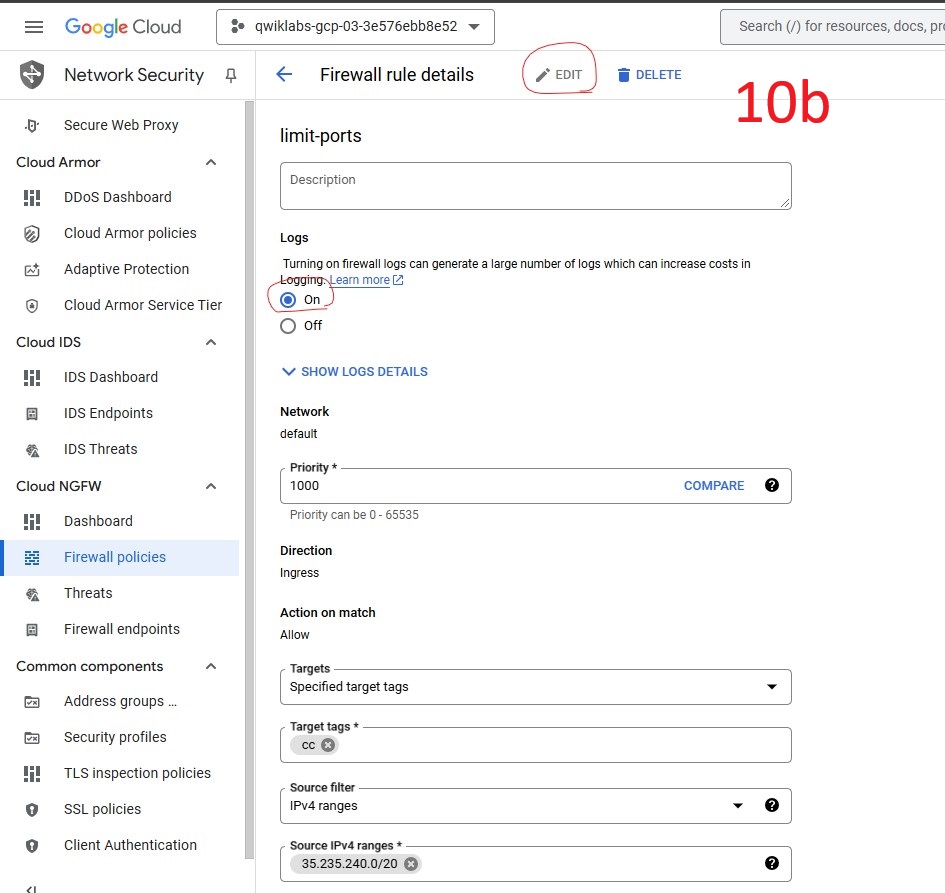 Google Cloud
qwiklabs-gcp-03-3e576ebb8e52
Search (/) for resources, docs, pro
Network Security
Firewall rule details
EDIT
DELETE
10b
Secure Web Proxy
Cloud Armor
DDoS Dashboard
Cloud Armor policies
Adaptive Protection
Cloud Armor Service Tier
Cloud IDS
IDS Dashboard
IDS Endpoints
IDS Threats
Cloud NGFW
Dashboard
Firewall policies
Threats
Firewall endpoints
Common components
Address groups ...
Security profiles
TLS inspection policies
SSL policies
Client Authentication
limit-ports
Description
Logs
Turning on firewall logs can generate a large number of logs which can increase costs in
Logging. Learn more
On
Off
SHOW LOGS DETAILS
Network
default
Priority *
1000
COMPARE
Priority can be 0 - 65535
Direction
Ingress
Action on match
Allow
Targets
Specified target tags
Target tags *
cc
Source filter
IPv4 ranges
Source IPv4 ranges *
35.235.240.0/20